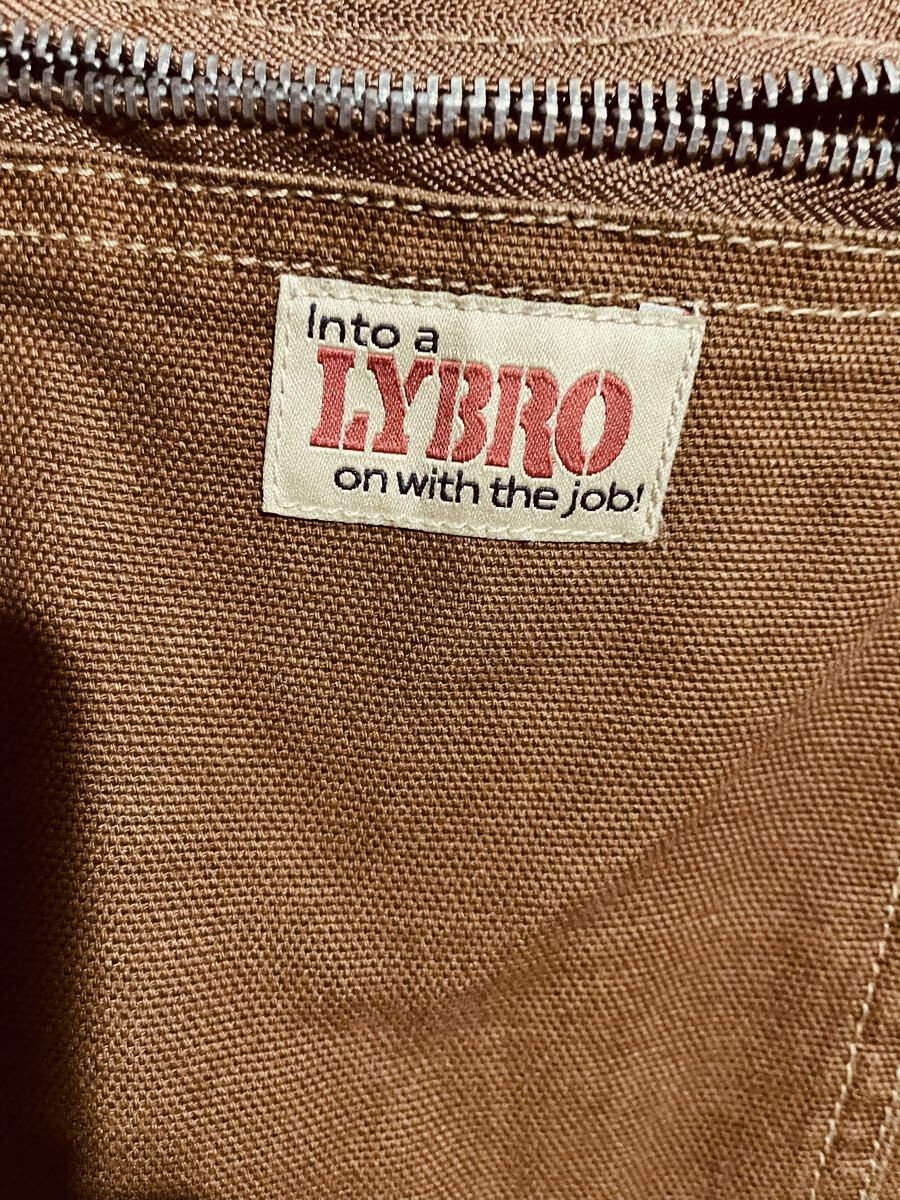 Into a
LYBRO
on with the job!